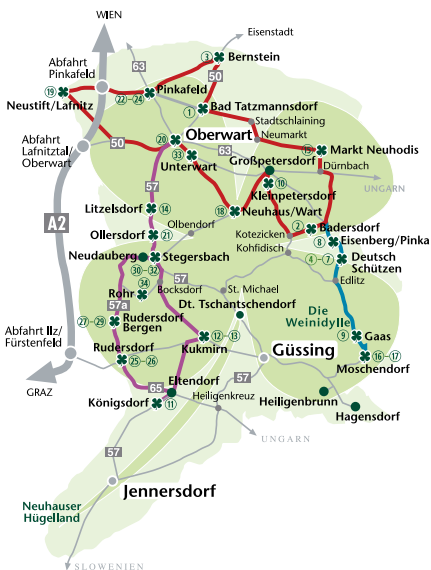 WIEN
Eisenstadt
63
3
Bernstein
Abfahrt
Pinkafeld
50
19
Neustift/Lafnitz
22-24
Pinkafeld
1
Bad Tatzmannsdorf
Stadtschlaining
20
Oberwart
Neumarkt
Abfahrt
Lafnitztal/
Oberwart
50
33
Unterwart
63
15
Markt Neuhodis
Großpetersdorf
Dürnbach
57
10
Kleinpetersdorf
UNGARN
Litzelsdorf
14
18
Neuhaus/Wart
A2
Ollersdorf
21
Olbendorf
2
Badersdorf
Kotezicken
8
Eisenberg/Pinka
Kohfidisch
Neudauberg
Stegersbach
30-32
57
4-7
Deutsch
Schützen
34
Rohr
Bocksdorf
St. Michael
Edlitz
57a
Dt. Tschantschendorf
27-29
Rudersdorf
Bergen
Die
Weinidylle
Abfahrt Ilz/
Fürstenfeld
12-13
Kukmirn
9
Gaas
Rudersdorf
25-26
Güssing
16-17
Moschendorf
57
GRAZ
65
Eltendorf
Heiligenkreuz
Heiligenbrunn
Königsdorf
11
Hagensdorf
UNGARN
57
Jennersdorf
Neuhauser
Hügelland
SLOWENIEN